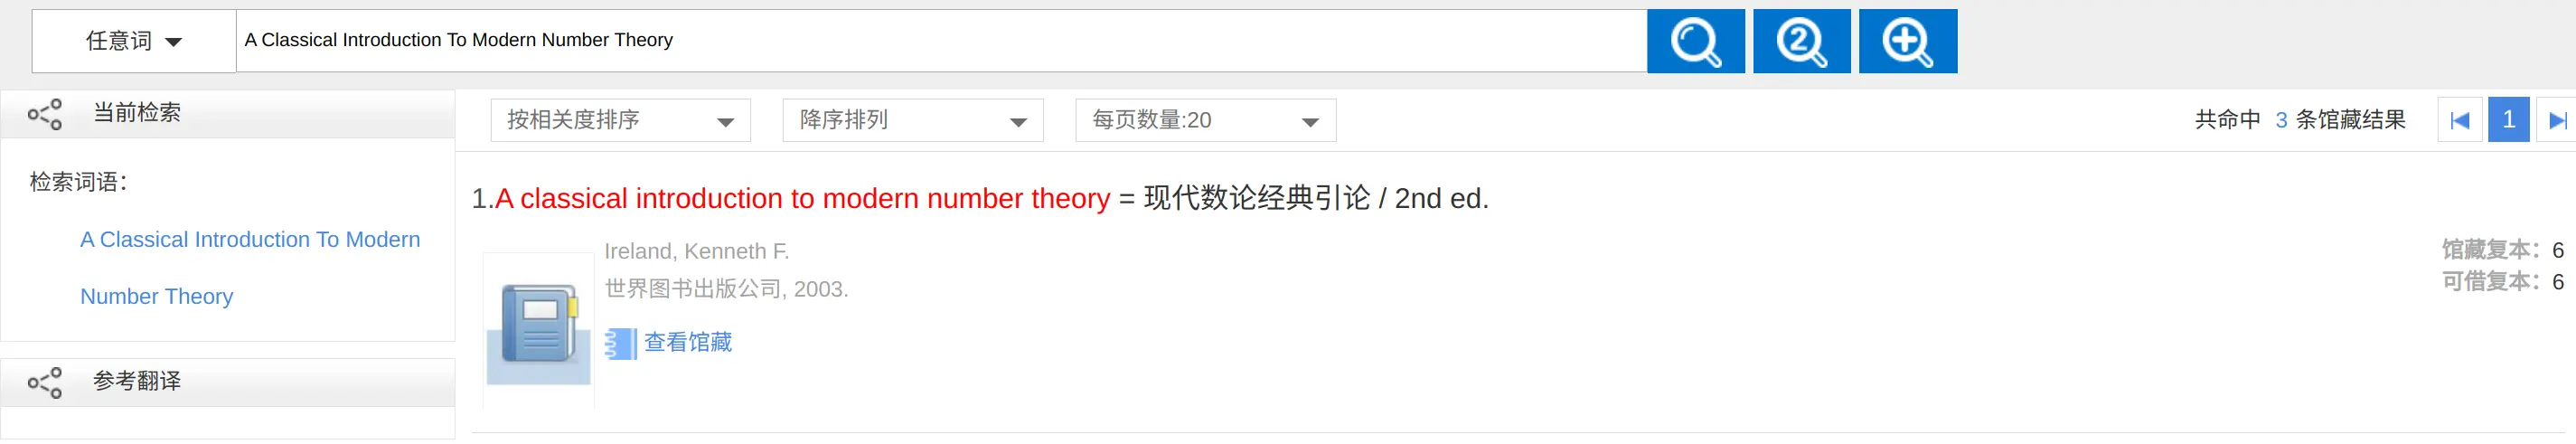 任意词
A Classical Introduction To Modern Number Theory
2
当前检索
检索词语：
A Classical Introduction To Modern
Number Theory
参考翻译
按相关度排序 降序排列 每页数量:20 共命中 3 条馆藏结果 1
1.A classical introduction to modern number theory = 现代数论经典引论 / 2nd ed.
Ireland, Kenneth F.
世界图书出版公司, 2003.
查看馆藏
馆藏复本：6
可借复本：6